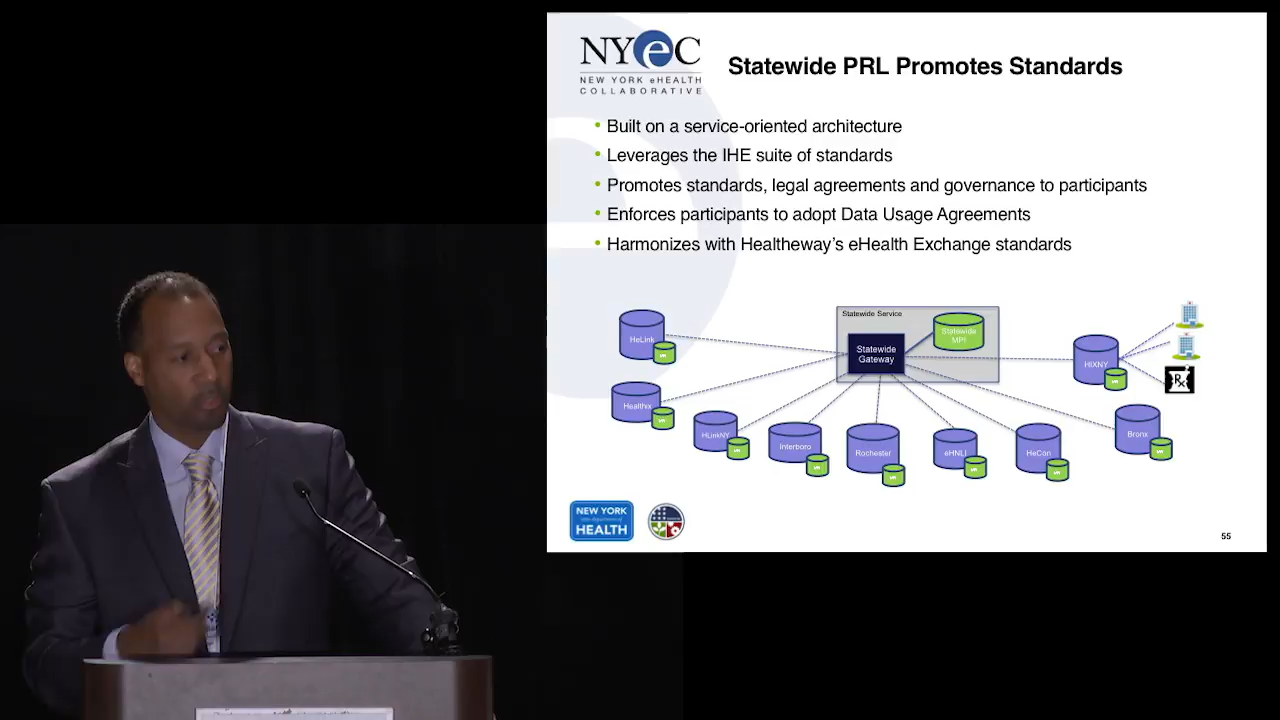 NYeC
NEW YORK eHEALTH
COLLABORATIVE
Statewide PRL Promotes Standards
• Built on a service-oriented architecture
• Leverages the IHE suite of standards
• Promotes standards, legal agreements and governance to participants
• Enforces participants to adopt Data Usage Agreements
• Harmonizes with Healtheway's eHealth Exchange standards
Statewide Service
Statewide
MPI
Statewide
Gateway
HeLink
HIXNY
Rx
Healthix
HLinkNY
Interboro
Rochester
eHNLI
HeCon
Bronx
NEW YORK
HEALTH
55